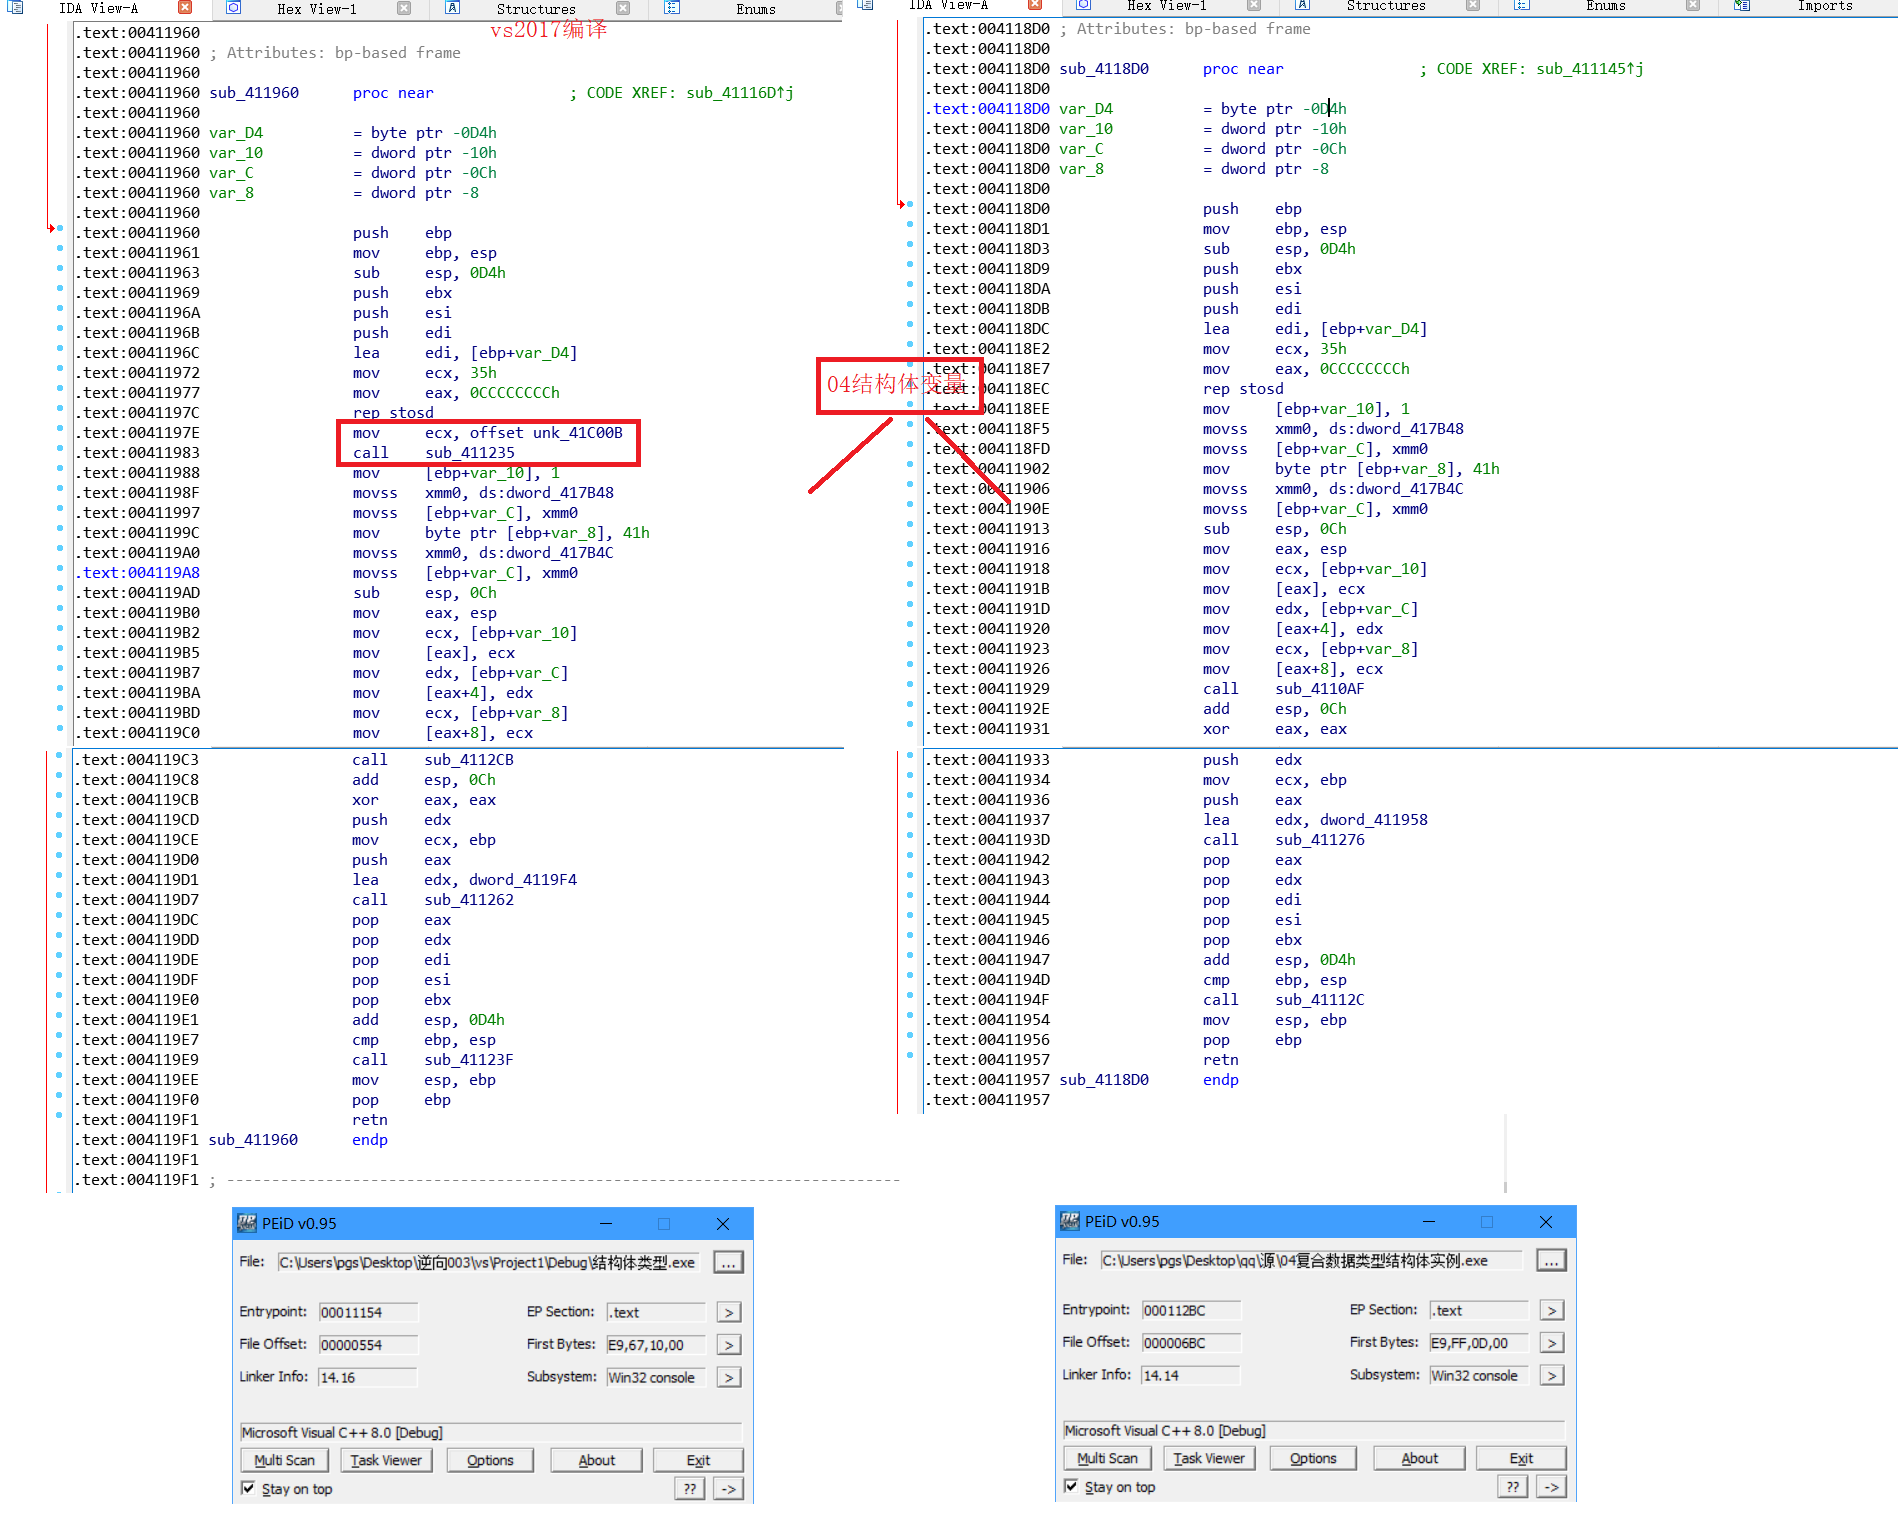 IDA View-A Hex View-1 Structures Enums
vs2017编译
.text:00411960
.text:00411960 ; Attributes: bp-based frame
.text:00411960
.text:00411960 sub_411960 proc near ; CODE XREF: sub_41116D↑j
.text:00411960
.text:00411960 var_D4 = byte ptr -0D4h
.text:00411960 var_10 = dword ptr -10h
.text:00411960 var_C = dword ptr -0Ch
.text:00411960 var_8 = dword ptr -8
.text:00411960
.text:00411960 push ebp
.text:00411961 mov ebp, esp
.text:00411963 sub esp, 0D4h
.text:00411969 push ebx
.text:0041196A push esi
.text:0041196B push edi
.text:0041196C lea edi, [ebp+var_D4]
.text:00411972 mov ecx, 35h
.text:00411977 mov eax, 0CCCCCCCCh
.text:0041197C rep stosd
.text:0041197E mov ecx, offset unk_41C00B
.text:00411983 call sub_411235
.text:00411988 mov [ebp+var_10], 1
.text:0041198F movss xmm0, ds:dword_417B48
.text:00411997 movss [ebp+var_C], xmm0
.text:0041199C mov byte ptr [ebp+var_8], 41h
.text:004119A0 movss xmm0, ds:dword_417B4C
.text:004119A8 movss [ebp+var_C], xmm0
.text:004119AD sub esp, 0Ch
.text:004119B0 mov eax, esp
.text:004119B2 mov ecx, [ebp+var_10]
.text:004119B5 mov [eax], ecx
.text:004119B7 mov edx, [ebp+var_C]
.text:004119BA mov [eax+4], edx
.text:004119BD mov ecx, [ebp+var_8]
.text:004119C0 mov [eax+8], ecx
.text:004119C3 call sub_4112CB
.text:004119C8 add esp, 0Ch
.text:004119CB xor eax, eax
.text:004119CD push edx
.text:004119CE mov ecx, ebp
.text:004119D0 push eax
.text:004119D1 lea edx, dword_4119F4
.text:004119D7 call sub_411262
.text:004119DC pop eax
.text:004119DD pop edx
.text:004119DE pop edi
.text:004119DF pop esi
.text:004119E0 pop ebx
.text:004119E1 add esp, 0D4h
.text:004119E7 cmp ebp, esp
.text:004119E9 call sub_41123F
.text:004119EE mov esp, ebp
.text:004119F0 pop ebp
.text:004119F1 retn
.text:004119F1 sub_411960 endp
.text:004119F1
.text:004119F1 ; ---------------------------------------------------------------------------
04结构体变量
IDA View-A Hex View-1 Structures Enums Imports
.text:004118D0 ; Attributes: bp-based frame
.text:004118D0
.text:004118D0 sub_4118D0 proc near ; CODE XREF: sub_411145↑j
.text:004118D0
.text:004118D0 var_D4 = byte ptr -0D4h
.text:004118D0 var_10 = dword ptr -10h
.text:004118D0 var_C = dword ptr -0Ch
.text:004118D0 var_8 = dword ptr -8
.text:004118D0
.text:004118D0 push ebp
.text:004118D1 mov ebp, esp
.text:004118D3 sub esp, 0D4h
.text:004118D9 push ebx
.text:004118DA push esi
.text:004118DB push edi
.text:004118DC lea edi, [ebp+var_D4]
.text:004118E2 mov ecx, 35h
.text:004118E7 mov eax, 0CCCCCCCCh
.text:004118EC rep stosd
.text:004118EE mov [ebp+var_10], 1
.text:004118F5 movss xmm0, ds:dword_417B48
.text:004118FD movss [ebp+var_C], xmm0
.text:00411902 mov byte ptr [ebp+var_8], 41h
.text:00411906 movss xmm0, ds:dword_417B4C
.text:0041190E movss [ebp+var_C], xmm0
.text:00411913 sub esp, 0Ch
.text:00411916 mov eax, esp
.text:00411918 mov ecx, [ebp+var_10]
.text:0041191B mov [eax], ecx
.text:0041191D mov edx, [ebp+var_C]
.text:00411920 mov [eax+4], edx
.text:00411923 mov ecx, [ebp+var_8]
.text:00411926 mov [eax+8], ecx
.text:00411929 call sub_4110AF
.text:0041192E add esp, 0Ch
.text:00411931 xor eax, eax
.text:00411933 push edx
.text:00411934 mov ecx, ebp
.text:00411936 push eax
.text:00411937 lea edx, dword_411958
.text:0041193D call sub_411276
.text:00411942 pop eax
.text:00411943 pop edx
.text:00411944 pop edi
.text:00411945 pop esi
.text:00411946 pop ebx
.text:00411947 add esp, 0D4h
.text:0041194D cmp ebp, esp
.text:0041194F call sub_41112C
.text:00411954 mov esp, ebp
.text:00411956 pop ebp
.text:00411957 retn
.text:00411957 sub_4118D0 endp
.text:00411957
PEiD v0.95
File: C:\Users\pgs\Desktop\逆向003\vs\Project1\Debug\结构体类型.exe ...
Entrypoint: 00011154 EP Section: .text >
File Offset: 00000554 First Bytes: E9,67,10,00 >
Linker Info: 14.16 Subsystem: Win32 console >
Microsoft Visual C++ 8.0 [Debug]
Multi Scan Task Viewer Options About Exit
Stay on top ?? ->
PEiD v0.95
File: C:\Users\pgs\Desktop\qq\源\04复合数据类型结构体实例.exe ...
Entrypoint: 000112BC EP Section: .text >
File Offset: 000006BC First Bytes: E9,FF,0D,00 >
Linker Info: 14.14 Subsystem: Win32 console >
Microsoft Visual C++ 8.0 [Debug]
Multi Scan Task Viewer Options About Exit
Stay on top ?? ->